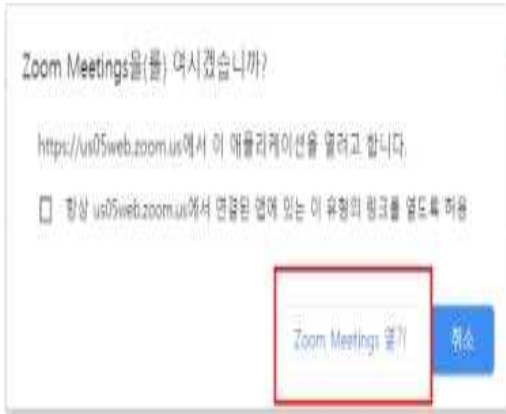 Zoom Meetings을(를) 여시겠습니까?
https://us05web.zoom.us에서 이 애플리케이션을 열려고 합니다.
항상 us05web.zoom.us에서 연결된 앱에 있는 이 유형의 링크를 열도록 허용
Zoom Meetings 열기 취소